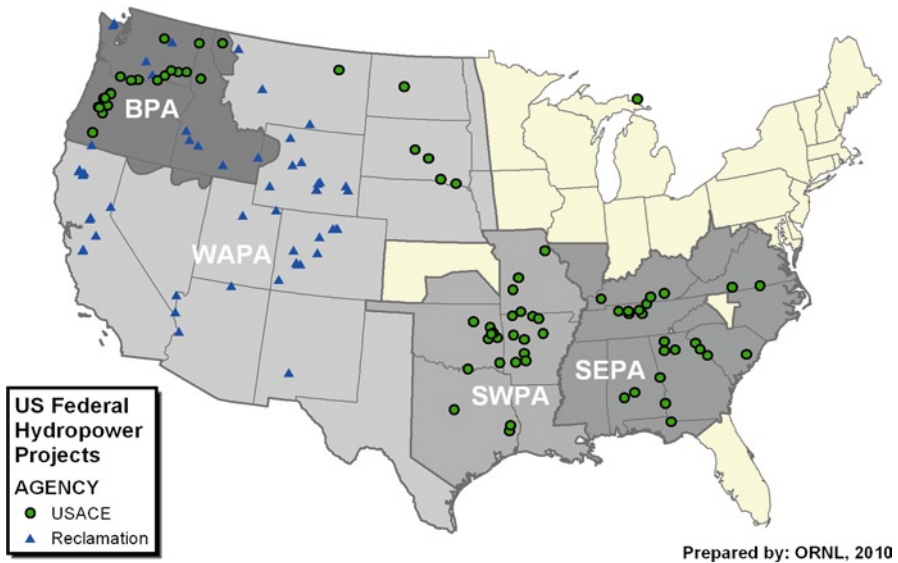 BPA
WAPA
SWPA
SEPA
US Federal
Hydropower
Projects
AGENCY
USACE
Reclamation
Prepared by: ORNL, 2010